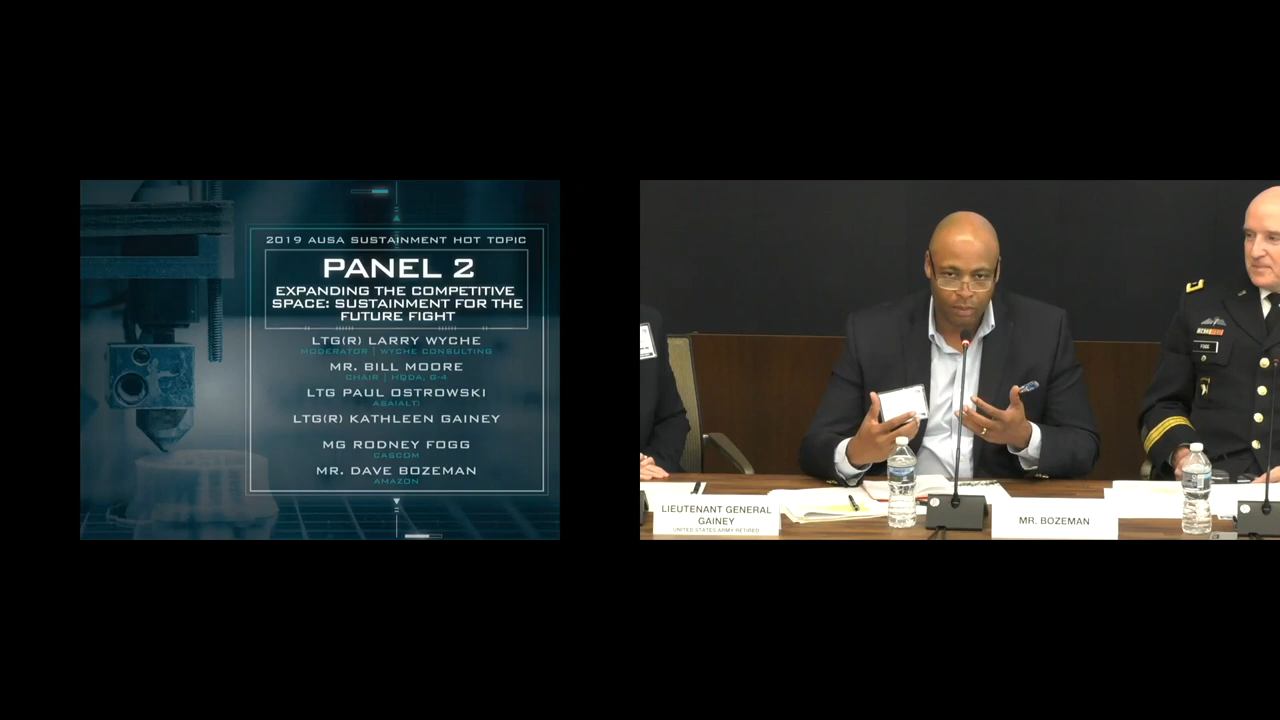 2019 AUSA SUSTAINMENT HOT TOPIC
PANEL 2
EXPANDING THE COMPETITIVE
SPACE: SUSTAINMENT FOR THE
FUTURE FIGHT
LTG(R) LARRY WYCHE
MODERATOR | WYCHE CONSULTING
MR. BILL MOORE
CHAIR | HQDA, G-4
LTG PAUL OSTROWSKI
ASA(ALT)
LTG(R) KATHLEEN GAINEY
MG RODNEY FOGG
CASCOM
MR. DAVE BOZEMAN
AMAZON
LIEUTENANT GENERAL
GAINEY
UNITED STATES ARMY RETIRED
MR. BOZEMAN
FOGG